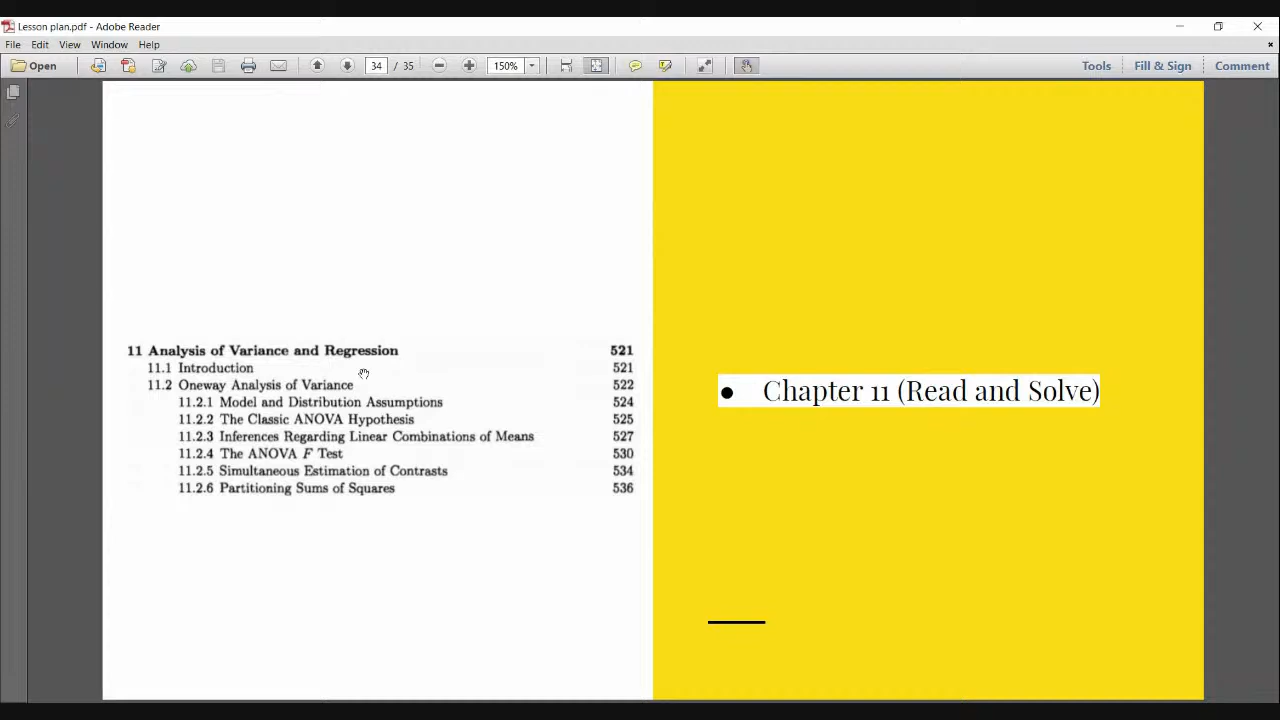 Lesson plan.pdf - Adobe Reader
File Edit View Window Help
Open 34 / 35 150% Tools Fill & Sign Comment
11 Analysis of Variance and Regression 521
11.1 Introduction 521
11.2 Oneway Analysis of Variance 522
11.2.1 Model and Distribution Assumptions 524
11.2.2 The Classic ANOVA Hypothesis 525
11.2.3 Inferences Regarding Linear Combinations of Means 527
11.2.4 The ANOVA F Test 530
11.2.5 Simultaneous Estimation of Contrasts 534
11.2.6 Partitioning Sums of Squares 536
● Chapter 11 (Read and Solve)